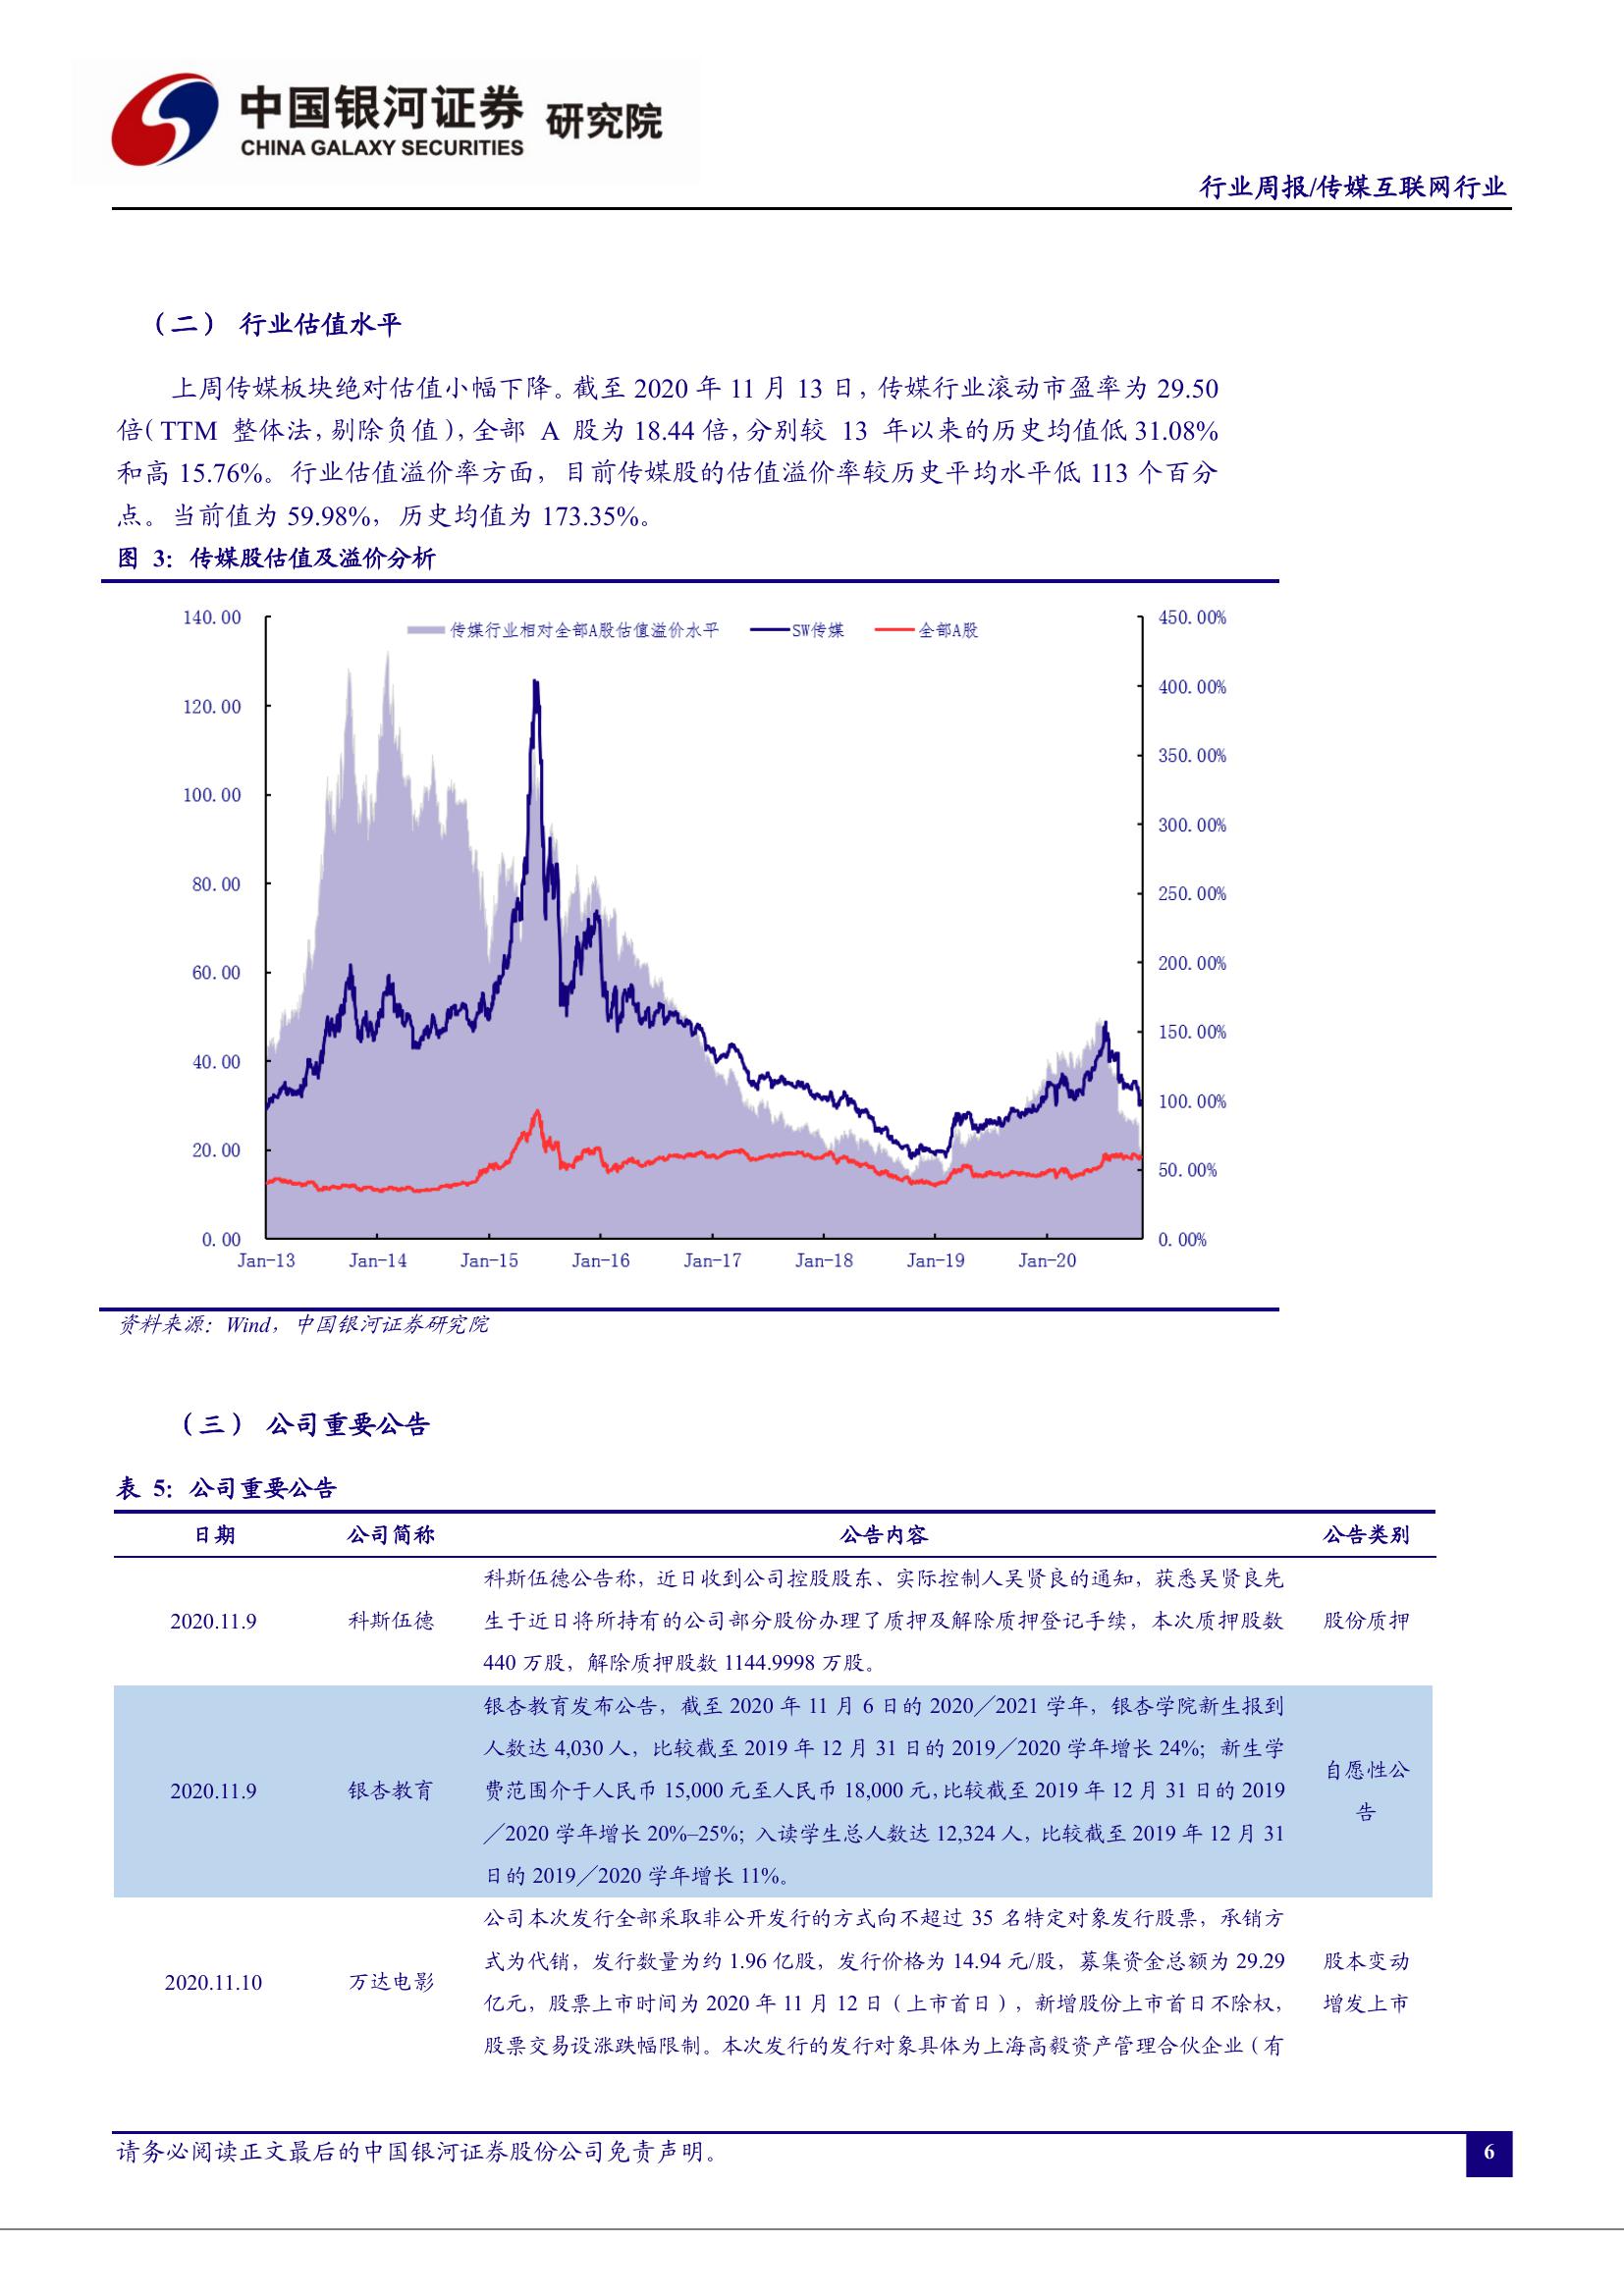 中国银河证券 研究院
CHINA GALAXY SECURITIES
行业周报/传媒互联网行业
（二） 行业估值水平
上周传媒板块绝对估值小幅下降。截至 2020 年 11 月 13 日，传媒行业滚动市盈率为 29.50
倍（TTM 整体法，剔除负值），全部 A 股为 18.44 倍，分别较 13 年以来的历史均值低 31.08%
和高 15.76%。行业估值溢价率方面，目前传媒股的估值溢价率较历史平均水平低 113 个百分
点。当前值为 59.98%，历史均值为 173.35%。
图 3：传媒股估值及溢价分析
传媒行业相对全部A股估值溢价水平 SW传媒 全部A股
140.00 450.00%
120.00 400.00%
350.00%
100.00
300.00%
80.00 250.00%
60.00 200.00%
150.00%
40.00
100.00%
20.00
50.00%
0.00 0.00%
Jan-13 Jan-14 Jan-15 Jan-16 Jan-17 Jan-18 Jan-19 Jan-20
资料来源：Wind，中国银河证券研究院
（三） 公司重要公告
表 5：公司重要公告
日期 公司简称 公告内容 公告类别
科斯伍德公告称，近日收到公司控股股东、实际控制人吴贤良的通知，获悉吴贤良先
2020.11.9 科斯伍德 生于近日将所持有的公司部分股份办理了质押及解除质押登记手续，本次质押股数 股份质押
440 万股，解除质押股数 1144.9998 万股。
银杏教育发布公告，截至 2020 年 11 月 6 日的 2020／2021 学年，银杏学院新生报到
人数达 4,030 人，比较截至 2019 年 12 月 31 日的 2019／2020 学年增长 24%；新生学
2020.11.9 银杏教育 费范围介于人民币 15,000 元至人民币 18,000 元，比较截至 2019 年 12 月 31 日的 2019 自愿性公
／2020 学年增长 20%–25%；入读学生总人数达 12,324 人，比较截至 2019 年 12 月 31 告
日的 2019／2020 学年增长 11%。
公司本次发行全部采取非公开发行的方式向不超过 35 名特定对象发行股票，承销方
式为代销，发行数量为约 1.96 亿股，发行价格为 14.94 元/股，募集资金总额为 29.29 股本变动
2020.11.10 万达电影 亿元，股票上市时间为 2020 年 11 月 12 日（上市首日），新增股份上市首日不除权， 增发上市
股票交易设涨跌幅限制。本次发行的发行对象具体为上海高毅资产管理合伙企业（有
请务必阅读正文最后的中国银河证券股份公司免责声明。
6